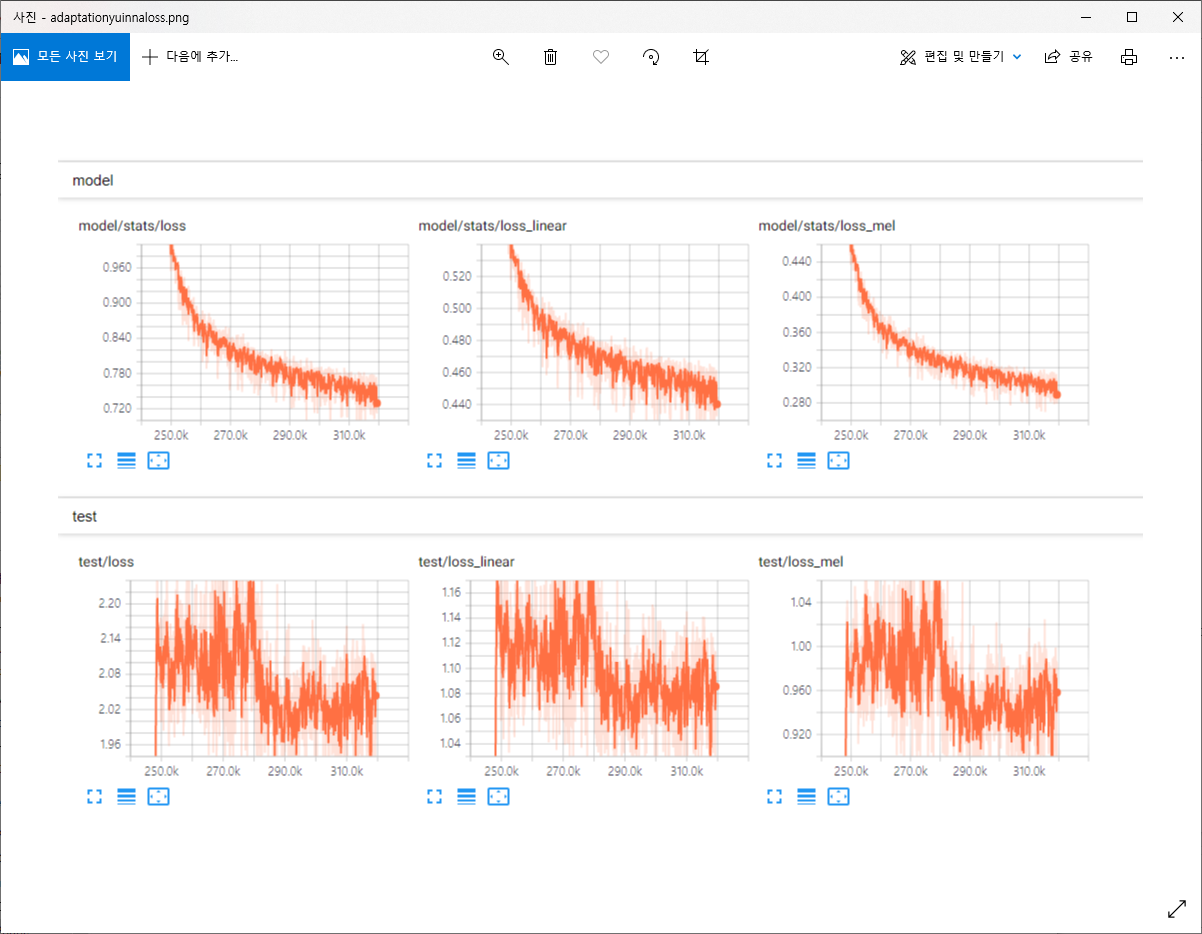 사진 - adaptationyuinnaloss.png
모든 사진 보기
다음에 추가...
편집 및 만들기
공유
model
model/stats/loss
model/stats/loss_linear
model/stats/loss_mel
0.960
0.900
0.840
0.780
0.720
250.0k 270.0k 290.0k 310.0k
0.520
0.500
0.480
0.460
0.440
250.0k 270.0k 290.0k 310.0k
0.440
0.400
0.360
0.320
0.280
250.0k 270.0k 290.0k 310.0k
test
test/loss
test/loss_linear
test/loss_mel
2.20
2.14
2.08
2.02
1.96
250.0k 270.0k 290.0k 310.0k
1.16
1.14
1.12
1.10
1.08
1.06
1.04
250.0k 270.0k 290.0k 310.0k
1.04
1.00
0.960
0.920
250.0k 270.0k 290.0k 310.0k